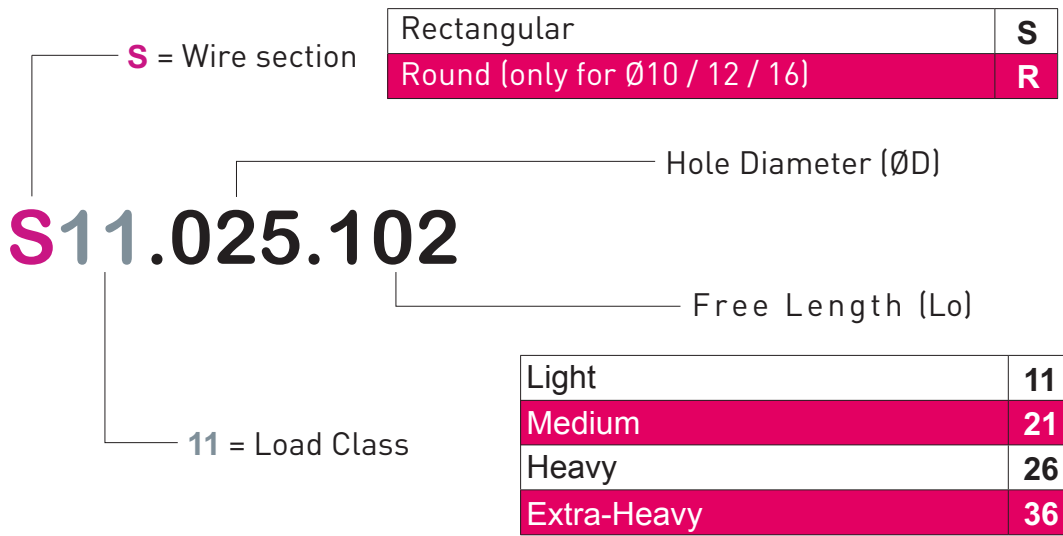 S = Wire section
Rectangular S
Round (only for Ø10 / 12 / 16) R
Hole Diameter (ØD)
S11.025.102
Free Length (Lo)
11 = Load Class
Light 11
Medium 21
Heavy 26
Extra-Heavy 36